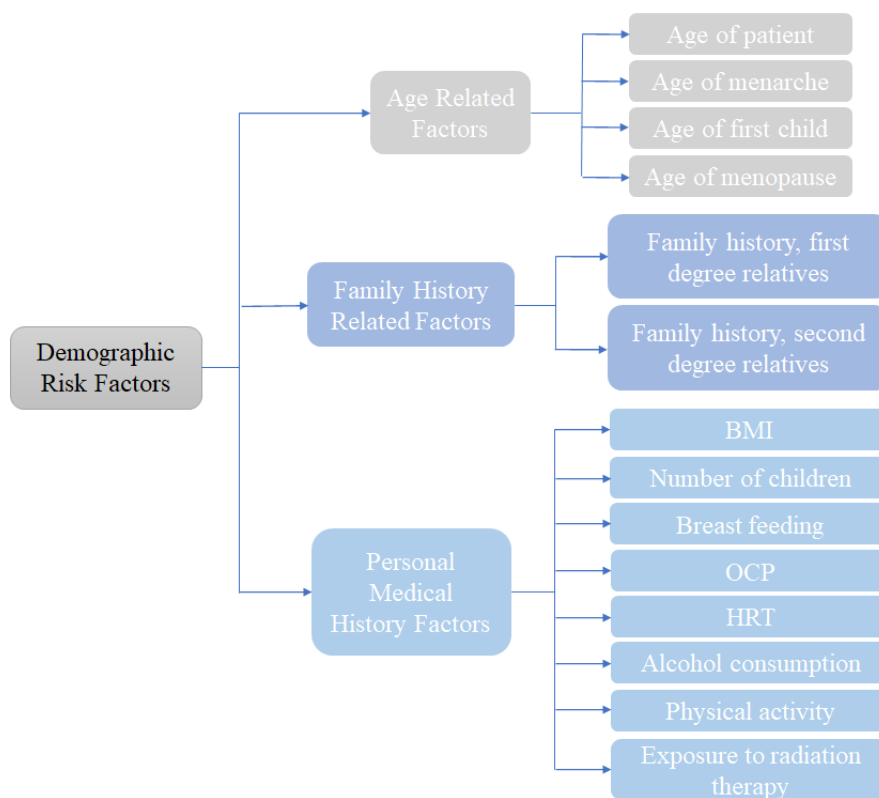 Demographic
Risk Factors
Age Related
Factors
Age of patient
Age of menarche
Age of first child
Age of menopause
Family History
Related Factors
Family history, first
degree relatives
Family history, second
degree relatives
Personal
Medical
History Factors
BMI
Number of children
Breast feeding
OCP
HRT
Alcohol consumption
Physical activity
Exposure to radiation
therapy